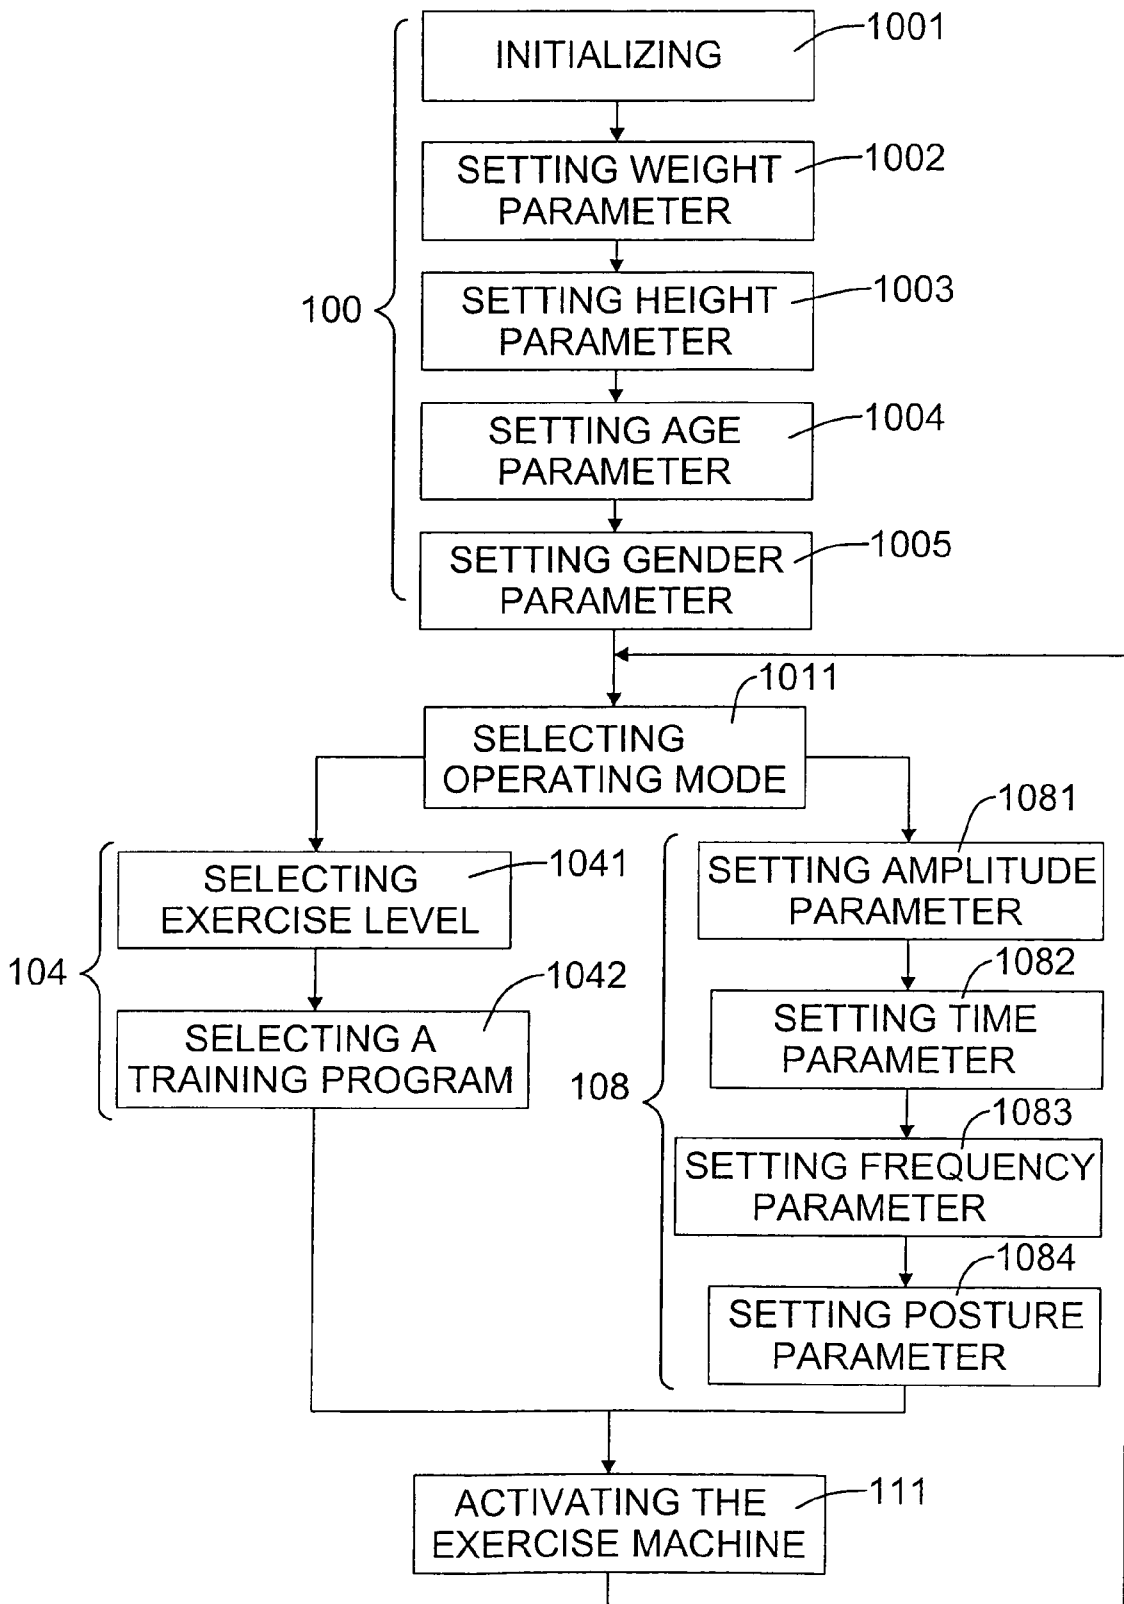 INITIALIZING
1001
SETTING WEIGHT
PARAMETER
1002
SETTING HEIGHT
PARAMETER
1003
100
SETTING AGE
PARAMETER
1004
SETTING GENDER
PARAMETER
1005
SELECTING
OPERATING MODE
1011
SELECTING
EXERCISE LEVEL
1041
104
SELECTING A
TRAINING PROGRAM
1042
SETTING AMPLITUDE
PARAMETER
1081
SETTING TIME
PARAMETER
1082
108
SETTING FREQUENCY
PARAMETER
1083
SETTING POSTURE
PARAMETER
1084
ACTIVATING THE
EXERCISE MACHINE
111